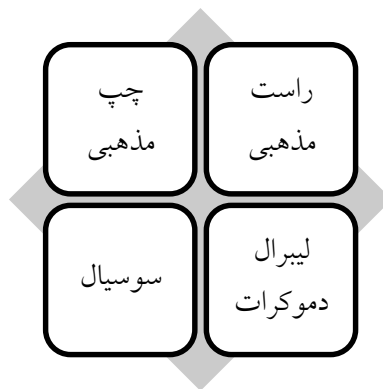 راست
مذهبی
چپ
مذهبی
لیبرال
دموکرات
سوسیال